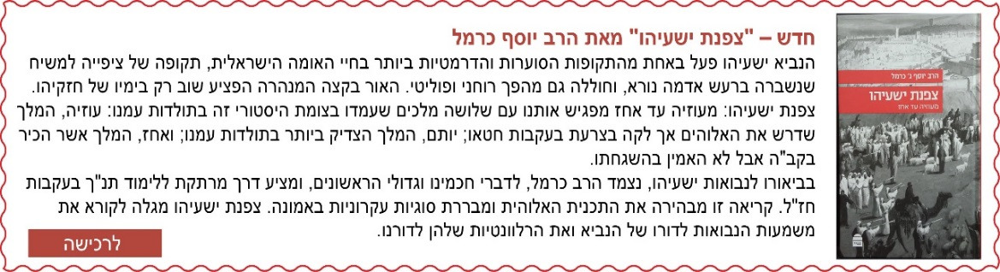 חדש – "צפנת ישעיהו" מאת הרב יוסף כרמל
הנביא ישעיהו פעל באחת מהתקופות הסוערות והדרמטיות ביותר בחיי האומה הישראלית, תקופה של ציפייה למשיח
שנשברה ברעש אדמה נורא, וחוללה גם מהפך רוחני ופוליטי. האור בקצה המנהרה הפציע שוב רק בימיו של חזקיהו.
צפנת ישעיהו: מעוזיה עד אחז מפגיש אותנו עם שלושה מלכים שעמדו בצומת היסטורי זה בתולדות עמנו: עוזיה, המלך
שדרש את האלוהים אך לקה בצרעת בעקבות חטאו; יותם, המלך הצדיק ביותר בתולדות עמנו; ואחז, המלך אשר הכיר
בקב"ה אבל לא האמין בהשגחתו.
בביאורו לנבואות ישעיהו, נצמד הרב כרמל, לדברי חכמינו וגדולי הראשונים, ומציע דרך מרתקת ללימוד תנ"ך בעקבות
חז"ל. קריאה זו מבהירה את התכנית האלוהית ומבררת סוגיות עקרוניות באמונה. צפנת ישעיהו מגלה לקורא את
משמעות הנבואות לדורו של הנביא ואת הרלוונטיות שלהן לדורנו.
לרכישה
הרב יוסף צ' כרמל
צפנת ישעיהו
מעוזיה עד אחז